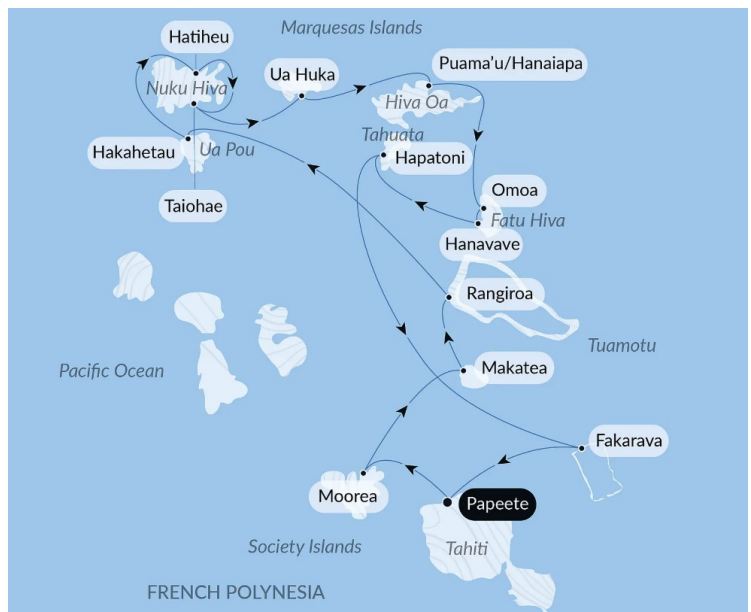 Marquesas Islands
Hatiheu
Puama'u/Hanaiapa
Ua Huka
Nuku Hiva
Hiva Oa
Tahuata
Hakahetau
Ua Pou
Hapatoni
Omoa
Taiohae
Fatu Hiva
Hanavave
Rangiroa
Tuamotu
Pacific Ocean
Makatea
Fakarava
Moorea
Papeete
Society Islands
Tahiti
FRENCH POLYNESIA